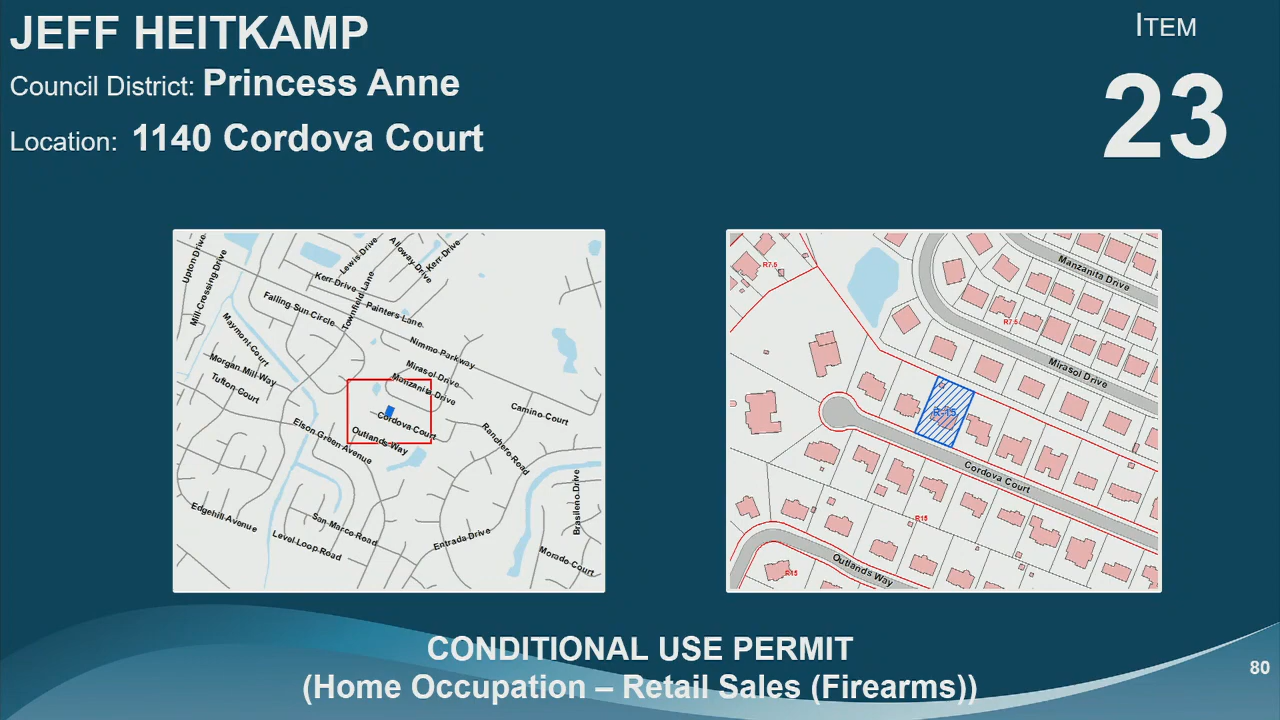 JEFF HEITKAMP
Council District: Princess Anne
Location: 1140 Cordova Court
ITEM
23
Upton Drive
Mill Crossing Drive
Lewis Drive
Alloway Drive
Kerr Drive
Kerr Drive
Townfield Lane
Falling Sun Circle
Painters Lane
Maymont Court
Nimmo Parkway
Morgan Mill Way
Mirasol Drive
Manzanita Drive
Tufton Court
Cordova Court
Camino Court
Outlands Way
Elson Green Avenue
Ranchero Road
Brasileno Drive
Edgehill Avenue
San Marco Road
Level Loop Road
Entrada Drive
Morado Court
R7.5
Manzanita Drive
R7.5
Mirasol Drive
R-15
Cordova Court
R15
Outlands Way
R15
CONDITIONAL USE PERMIT
(Home Occupation – Retail Sales (Firearms))
80